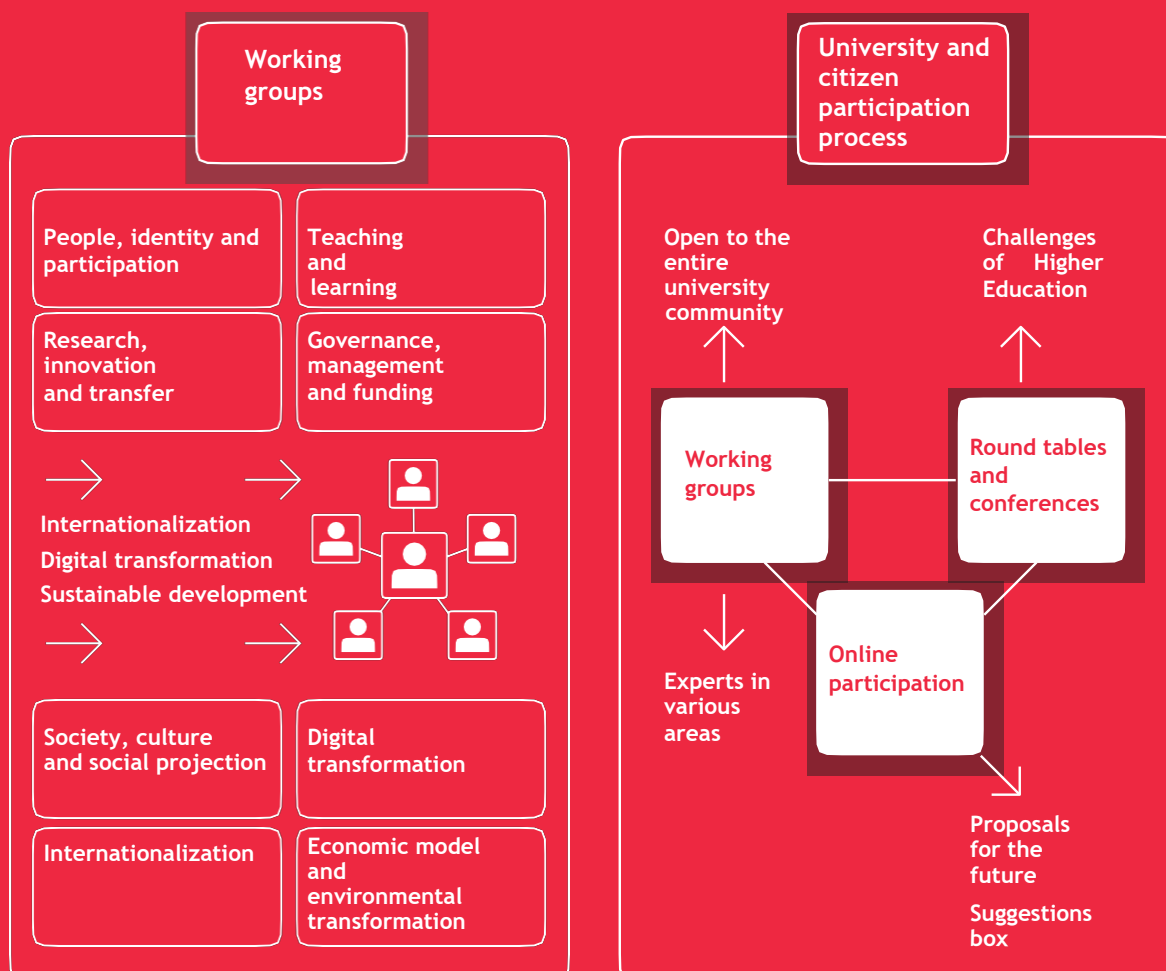 Working
groups
People, identity and
participation
Teaching
and
learning
Research,
innovation
and transfer
Governance,
management
and funding
Internationalization
Digital transformation
Sustainable development
Society, culture
and social projection
Digital
transformation
Internationalization
Economic model
and
environmental
transformation
University and
citizen
participation
process
Open to the
entire
university
community
Challenges
of Higher
Education
Working
groups
Round tables
and
conferences
Online
participation
Experts in
various
areas
Proposals
for the
future
Suggestions
box